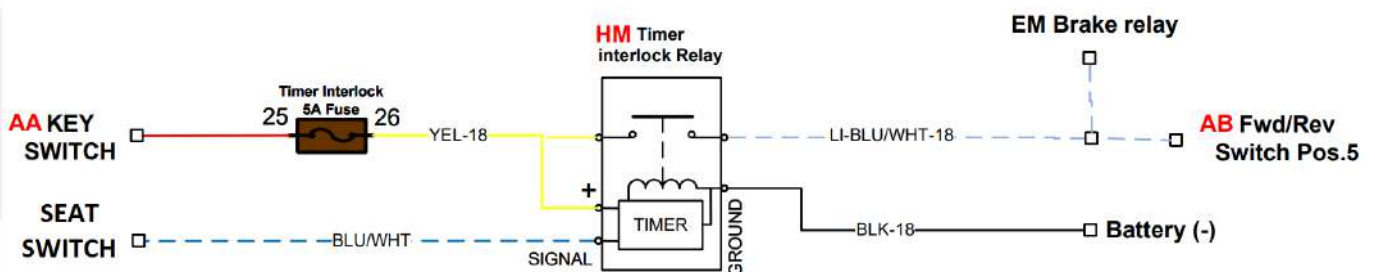 EM Brake relay
HM Timer
interlock Relay
Timer Interlock
5A Fuse
25
26
AA KEY
SWITCH
YEL-18
LI-BLU/WHT-18
AB Fwd/Rev
Switch Pos.5
+
SEAT
SWITCH
BLU/WHT
TIMER
SIGNAL
GROUND
BLK-18
Battery (-)